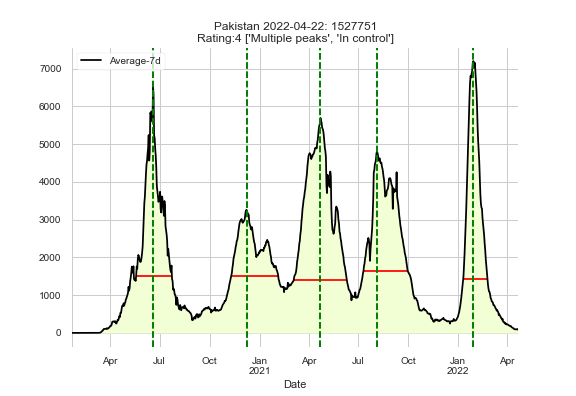 Pakistan 2022-04-22: 1527751
Rating:4 ['Multiple peaks', 'In control']
Average-7d
7000
6000
5000
4000
3000
2000
1000
0
Apr Jul Oct Jan Apr Jul Oct Jan Apr
2021 2022
Date